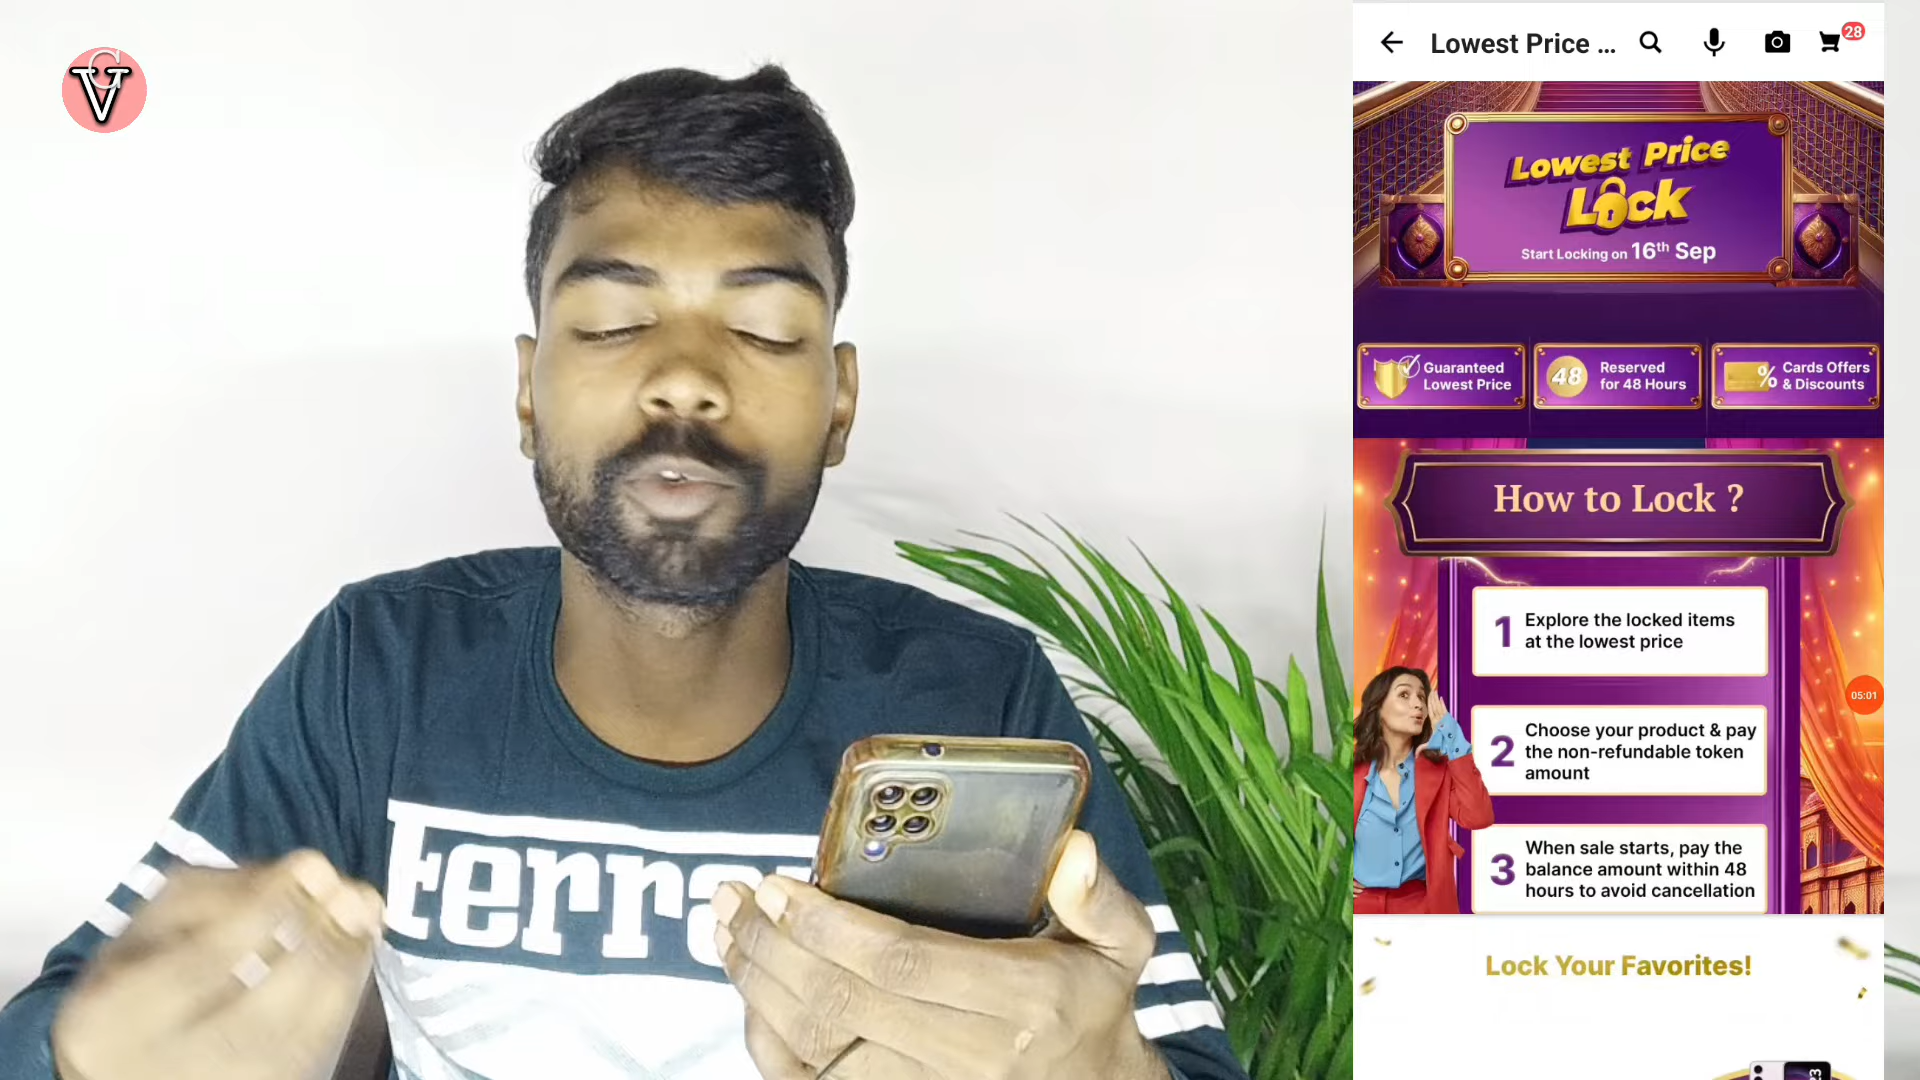 VG
Lowest Price ...
28
Lowest Price
Lock
Start Locking on 16th Sep
Guaranteed
Lowest Price
48
Reserved
for 48 Hours
%
Cards Offers
& Discounts
How to Lock ?
1
Explore the locked items
at the lowest price
05:01
2
Choose your product & pay
the non-refundable token
amount
3
When sale starts, pay the
balance amount within 48
hours to avoid cancellation
Ferra
Lock Your Favorites!
23